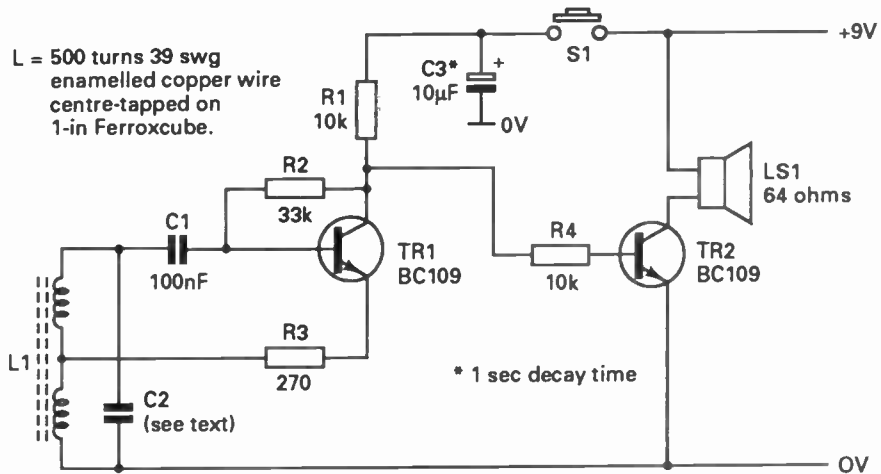 L = 500 turns 39 swg
enamelled copper wire
centre-tapped on
1-in Ferroxcube.
+9V
S1
C3*
10µF
+
0V
R1
10k
R2
33k
LS1
64 ohms
C1
100nF
TR1
BC109
R4
10k
TR2
BC109
L1
R3
270
* 1 sec decay time
C2
(see text)
0V